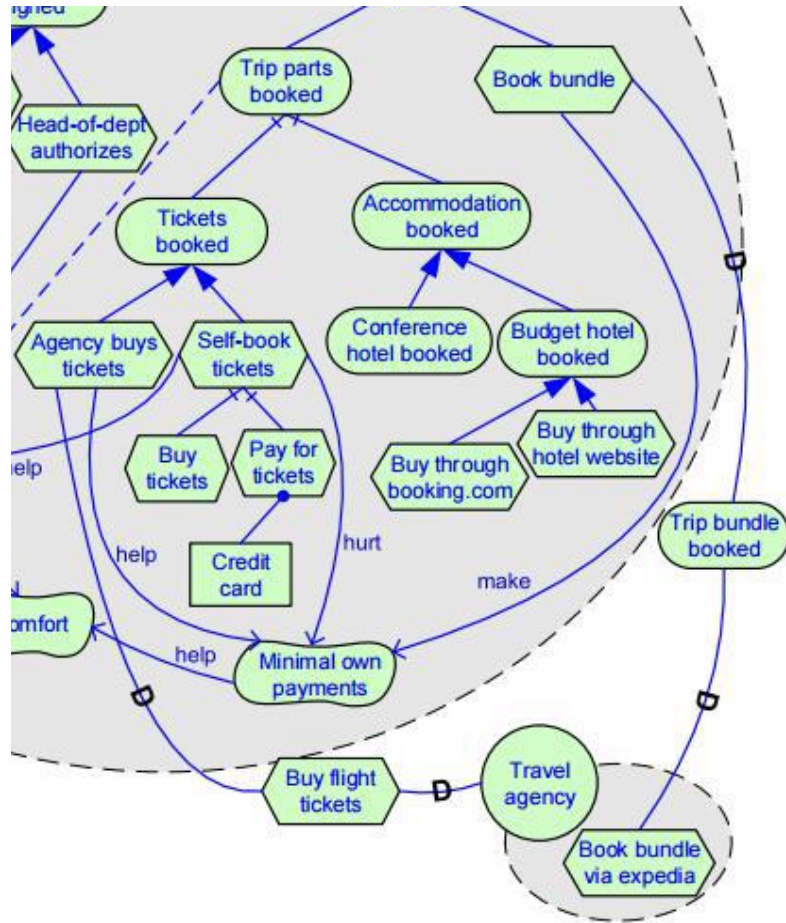 Trip parts
booked
Book bundle
Head-of-dept
authorizes
Tickets
booked
Accommodation
booked
D
Agency buys
tickets
Self-book
tickets
Conference
hotel booked
Budget hotel
booked
Buy
tickets
Pay for
tickets
Buy through
booking.com
Buy through
hotel website
Trip bundle
booked
help
Credit
card
hurt
make
help
Minimal own
payments
D
D
Buy flight
tickets
D
Travel
agency
Book bundle
via expedia